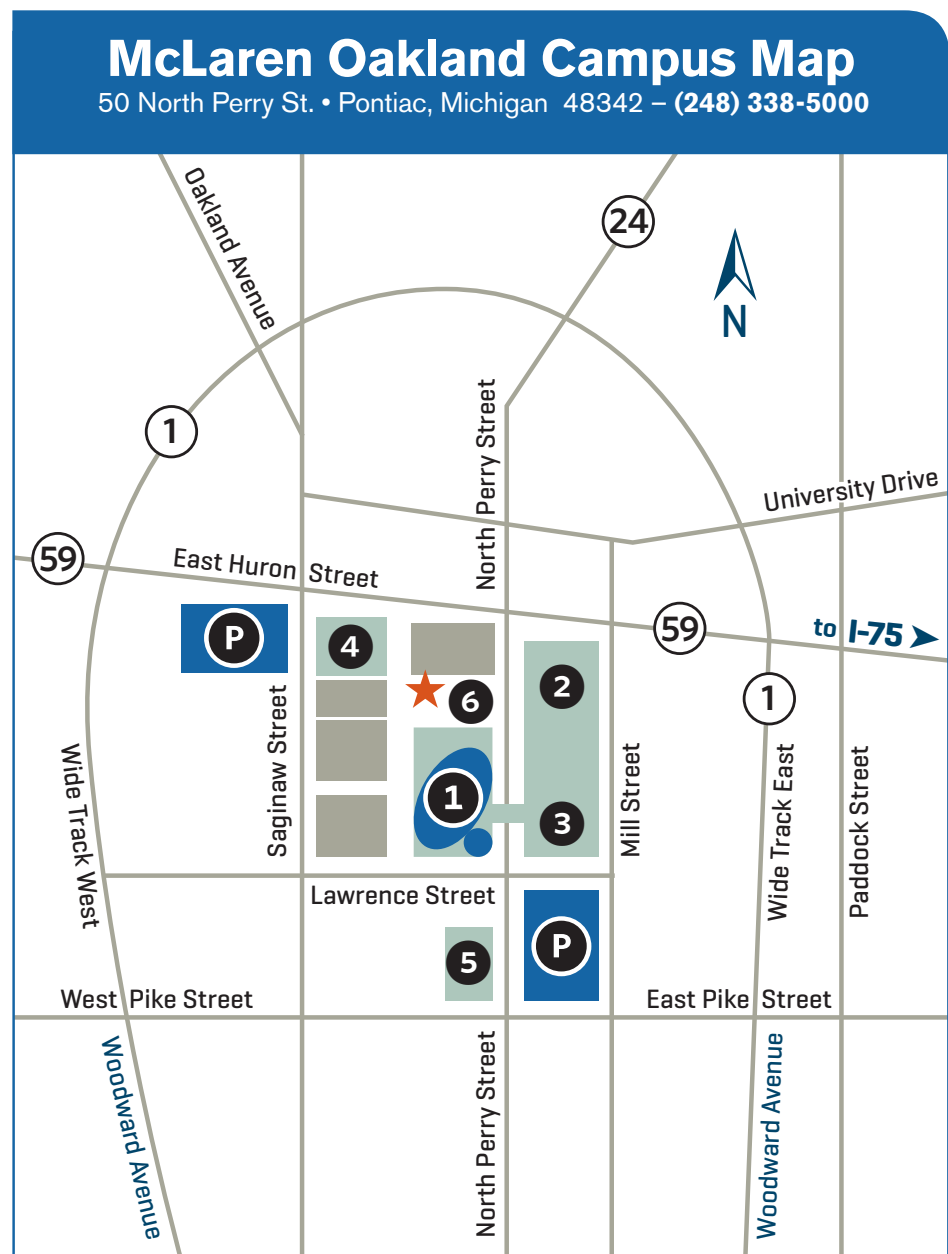 McLaren Oakland Campus Map
50 North Perry St. • Pontiac, Michigan 48342 – (248) 338-5000
Oakland Avenue
24
N
1
North Perry Street
University Drive
59
East Huron Street
59
to I-75
P
4
2
6
1
Saginaw Street
Wide Track West
1
3
Mill Street
Wide Track East
Paddock Street
Lawrence Street
P
5
West Pike Street
East Pike Street
Woodward Avenue
North Perry Street
Woodward Avenue